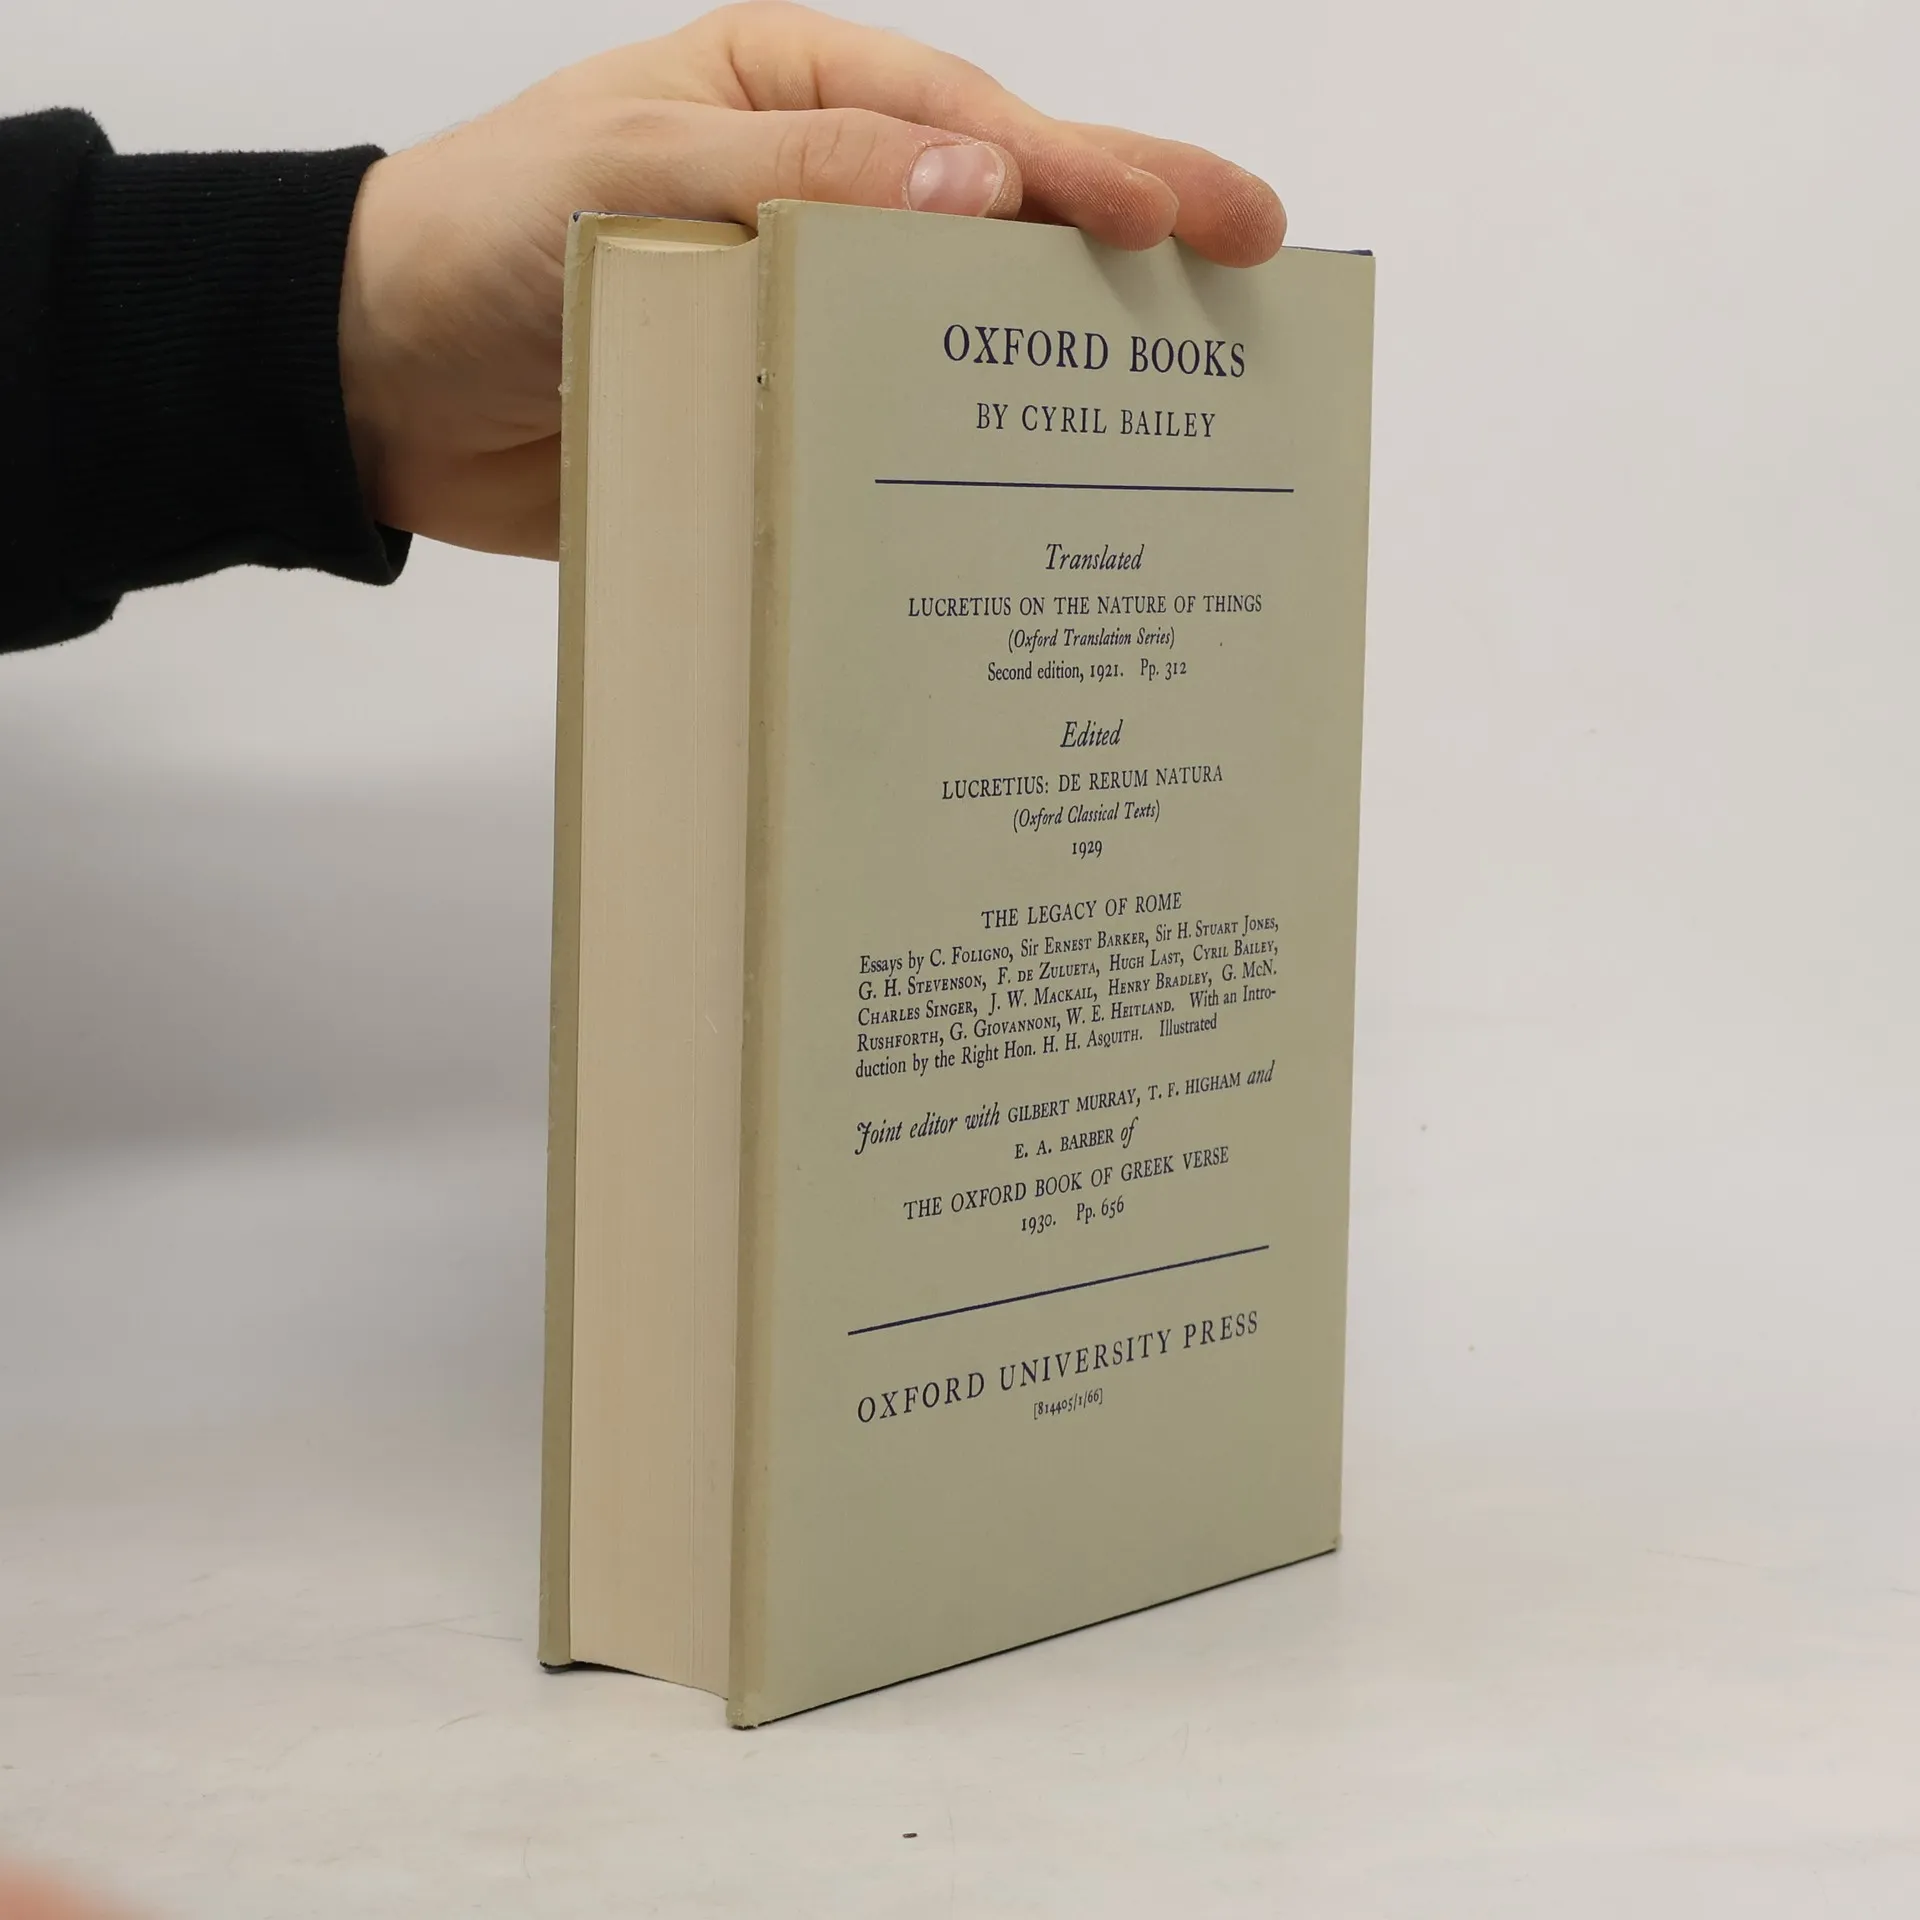 OXFORD BOOKS
BY CYRIL BAILEY
Translated
LUCRETIUS ON THE NATURE OF THINGS
(Oxford Translation Series)
Second edition, 1921. Pp. 312
Edited
LUCRETIUS: DE RERUM NATURA
(Oxford Classical Texts)
1929
THE LEGACY OF ROME
Essays by C. FOLIGNO, Sir ERNEST BARKER, Sir H. STUART JONES,
G. H. STEVENSON, F. DE ZULUETA, HUGH LAST, CYRIL BAILEY,
CHARLES SINGER, J. W. MACKAIL, HENRY BRADLEY, G. McN.
RUSHFORTH, G. GIOVANNONI, W. E. HEITLAND. With an Intro-
duction by the Right Hon. H. H. ASQUITH. Illustrated
Joint editor with GILBERT MURRAY, T. F. HIGHAM and
E. A. BARBER of
THE OXFORD BOOK OF GREEK VERSE
1930. Pp. 656
OXFORD UNIVERSITY PRESS
[814405/1/66]